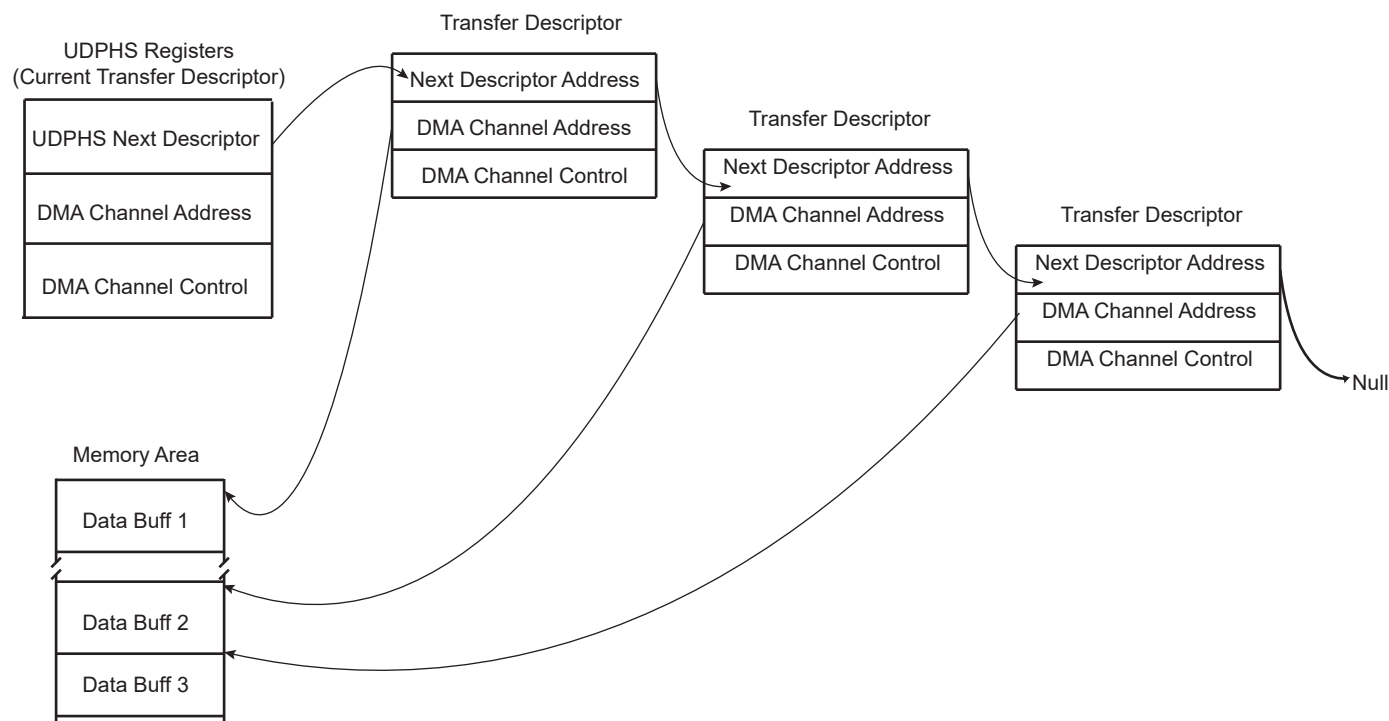 UDPHS Registers
(Current Transfer Descriptor)
UDPHS Next Descriptor
DMA Channel Address
DMA Channel Control
Transfer Descriptor
Next Descriptor Address
DMA Channel Address
DMA Channel Control
Transfer Descriptor
Next Descriptor Address
DMA Channel Address
DMA Channel Control
Transfer Descriptor
Next Descriptor Address
DMA Channel Address
DMA Channel Control
Null
Memory Area
Data Buff 1
Data Buff 2
Data Buff 3